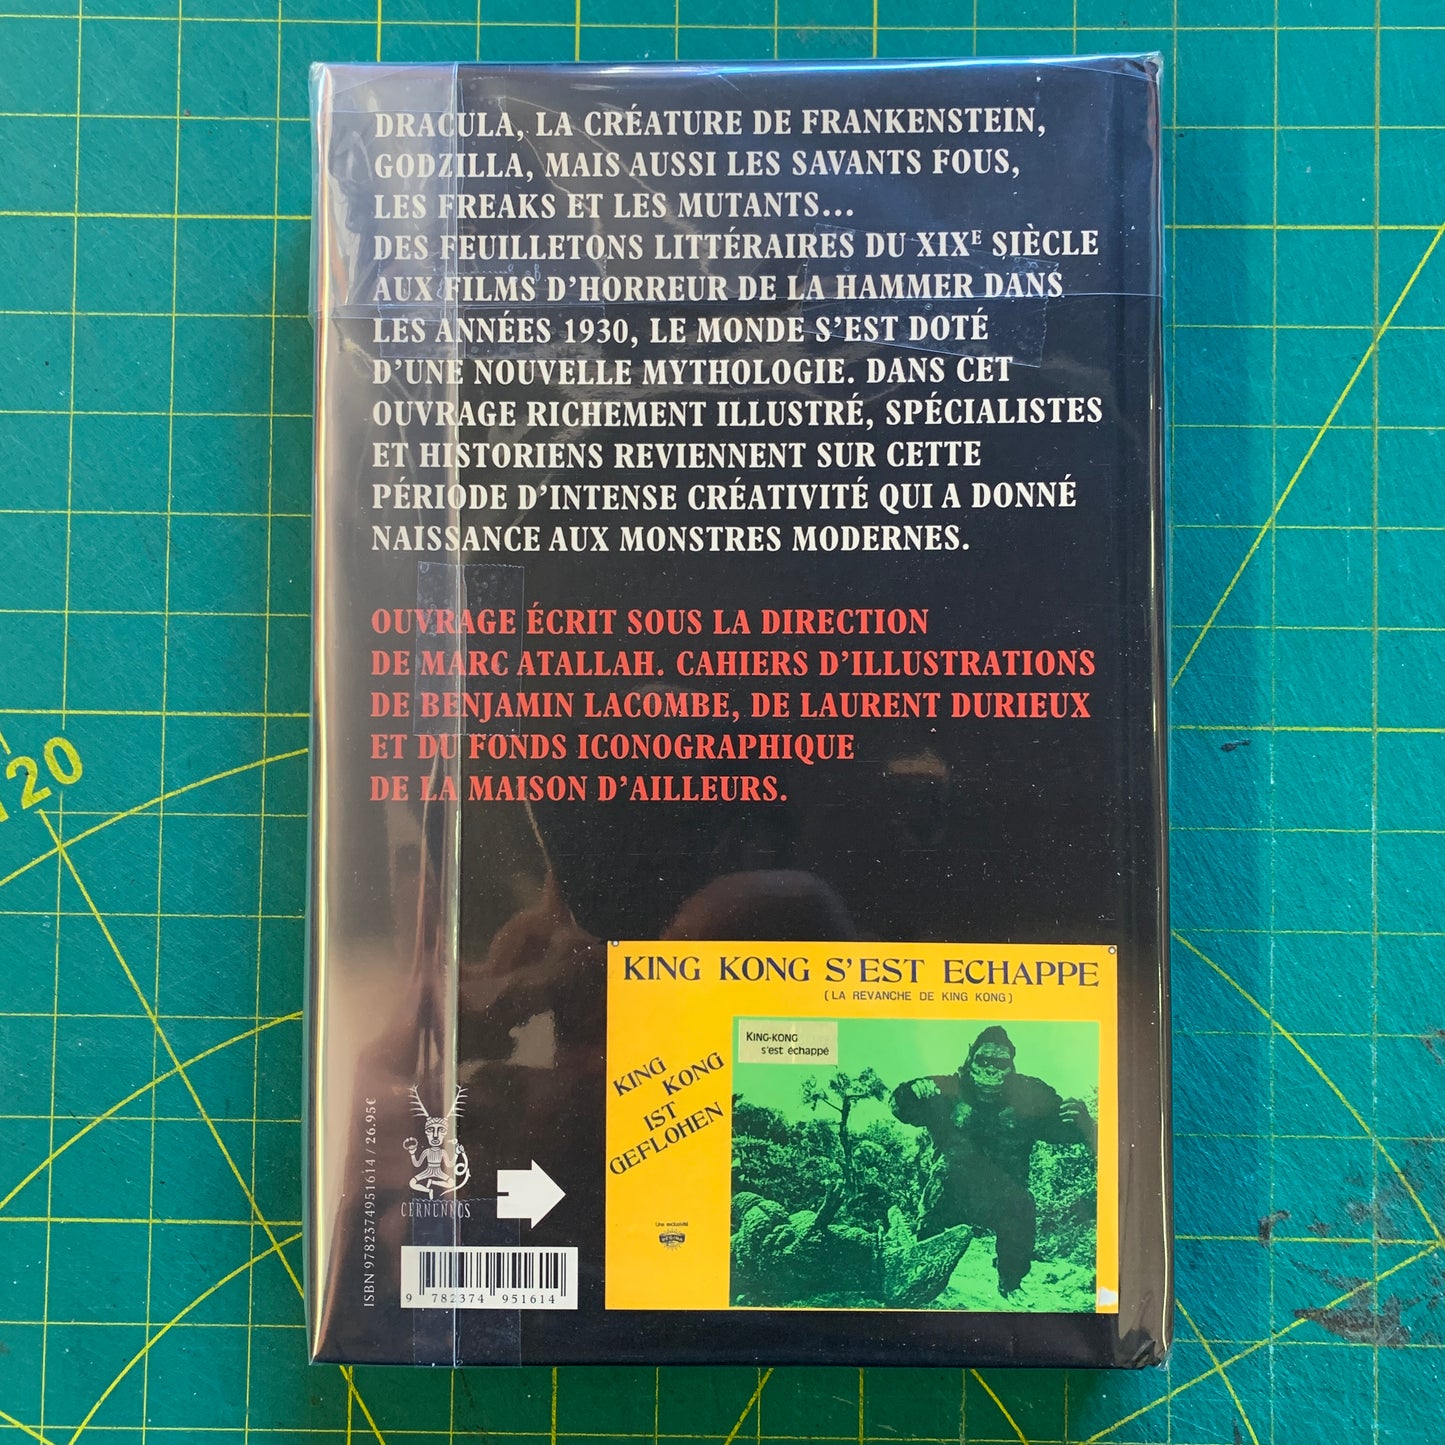 DRACULA, LA CRÉATURE DE FRANKENSTEIN,
GODZILLA, MAIS AUSSI LES SAVANTS FOUS,
LES FREAKS ET LES MUTANTS...
DES FEUILLETONS LITTÉRAIRES DU XIXE SIÈCLE
AUX FILMS D'HORREUR DE LA HAMMER DANS
LES ANNÉES 1930, LE MONDE S'EST DOTÉ
D'UNE NOUVELLE MYTHOLOGIE. DANS CET
OUVRAGE RICHEMENT ILLUSTRÉ, SPÉCIALISTES
ET HISTORIENS REVIENNENT SUR CETTE
PÉRIODE D'INTENSE CRÉATIVITÉ QUI A DONNÉ
NAISSANCE AUX MONSTRES MODERNES.
OUVRAGE ÉCRIT SOUS LA DIRECTION
DE MARC ATALLAH. CAHIERS D'ILLUSTRATIONS
DE BENJAMIN LACOMBE, DE LAURENT DURIEUX
ET DU FONDS ICONOGRAPHIQUE
DE LA MAISON D'AILLEURS.
120
KING KONG S'EST ECHAPPE
(LA REVANCHE DE KING KONG)
KING-KONG
s'est échappé
KING
KONG
IST
GEFLOHEN
Une exclusivité
ISBN 9782374951614 / 26.95€
CERNUNNOS
9 782374 951614